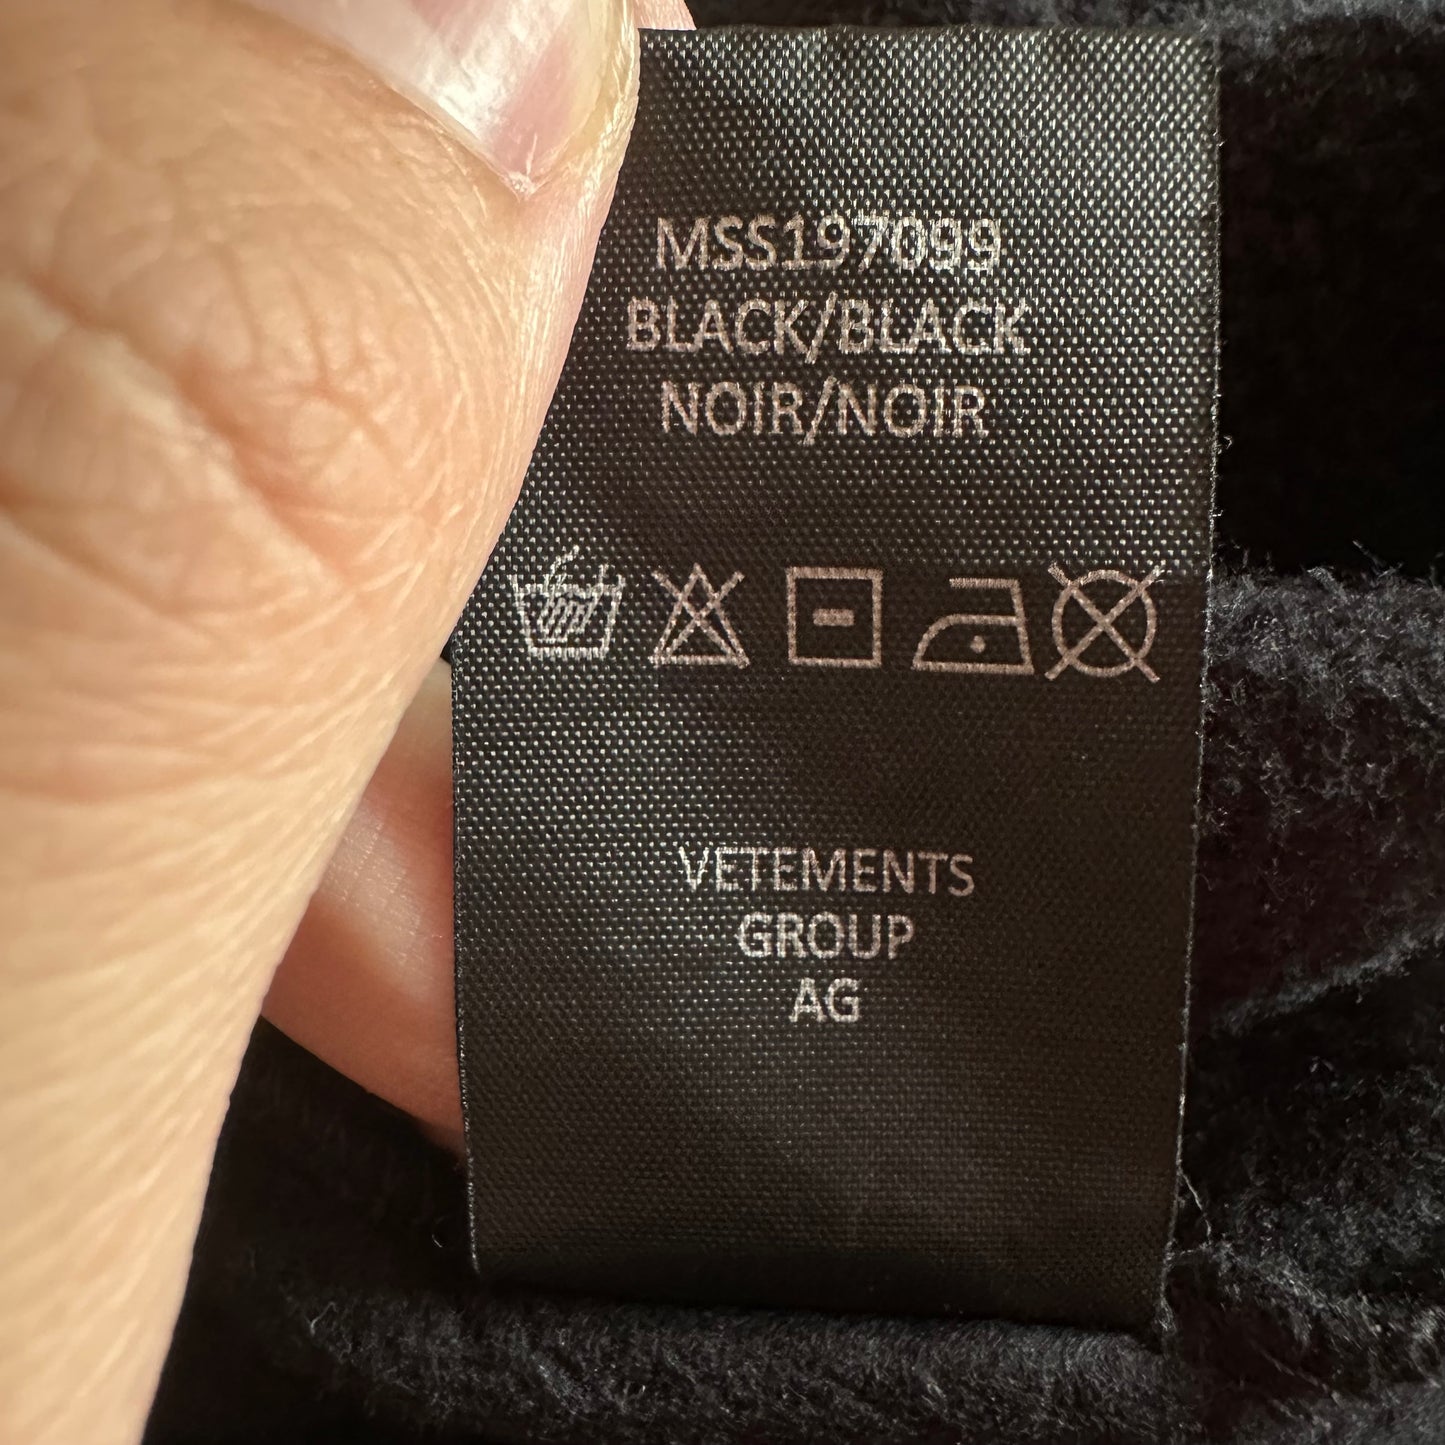 MSS197099
BLACK/BLACK
NOIR/NOIR
VETEMENTS
GROUP
AG